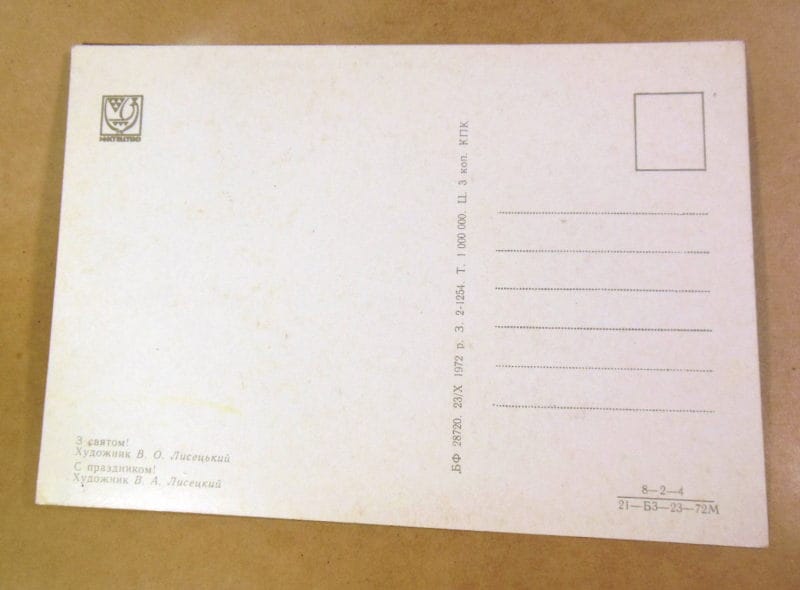 МИСТЕЦТВО
З святом!
Художник В. О. Лисецький
С праздником!
Художник В. А. Лисецкий
БФ 28720. 23/X 1972 р. З. 2-1254. Т. 1 000 000. Ц. 3 коп. КПК
8—2—4
21—БЗ—23—72М